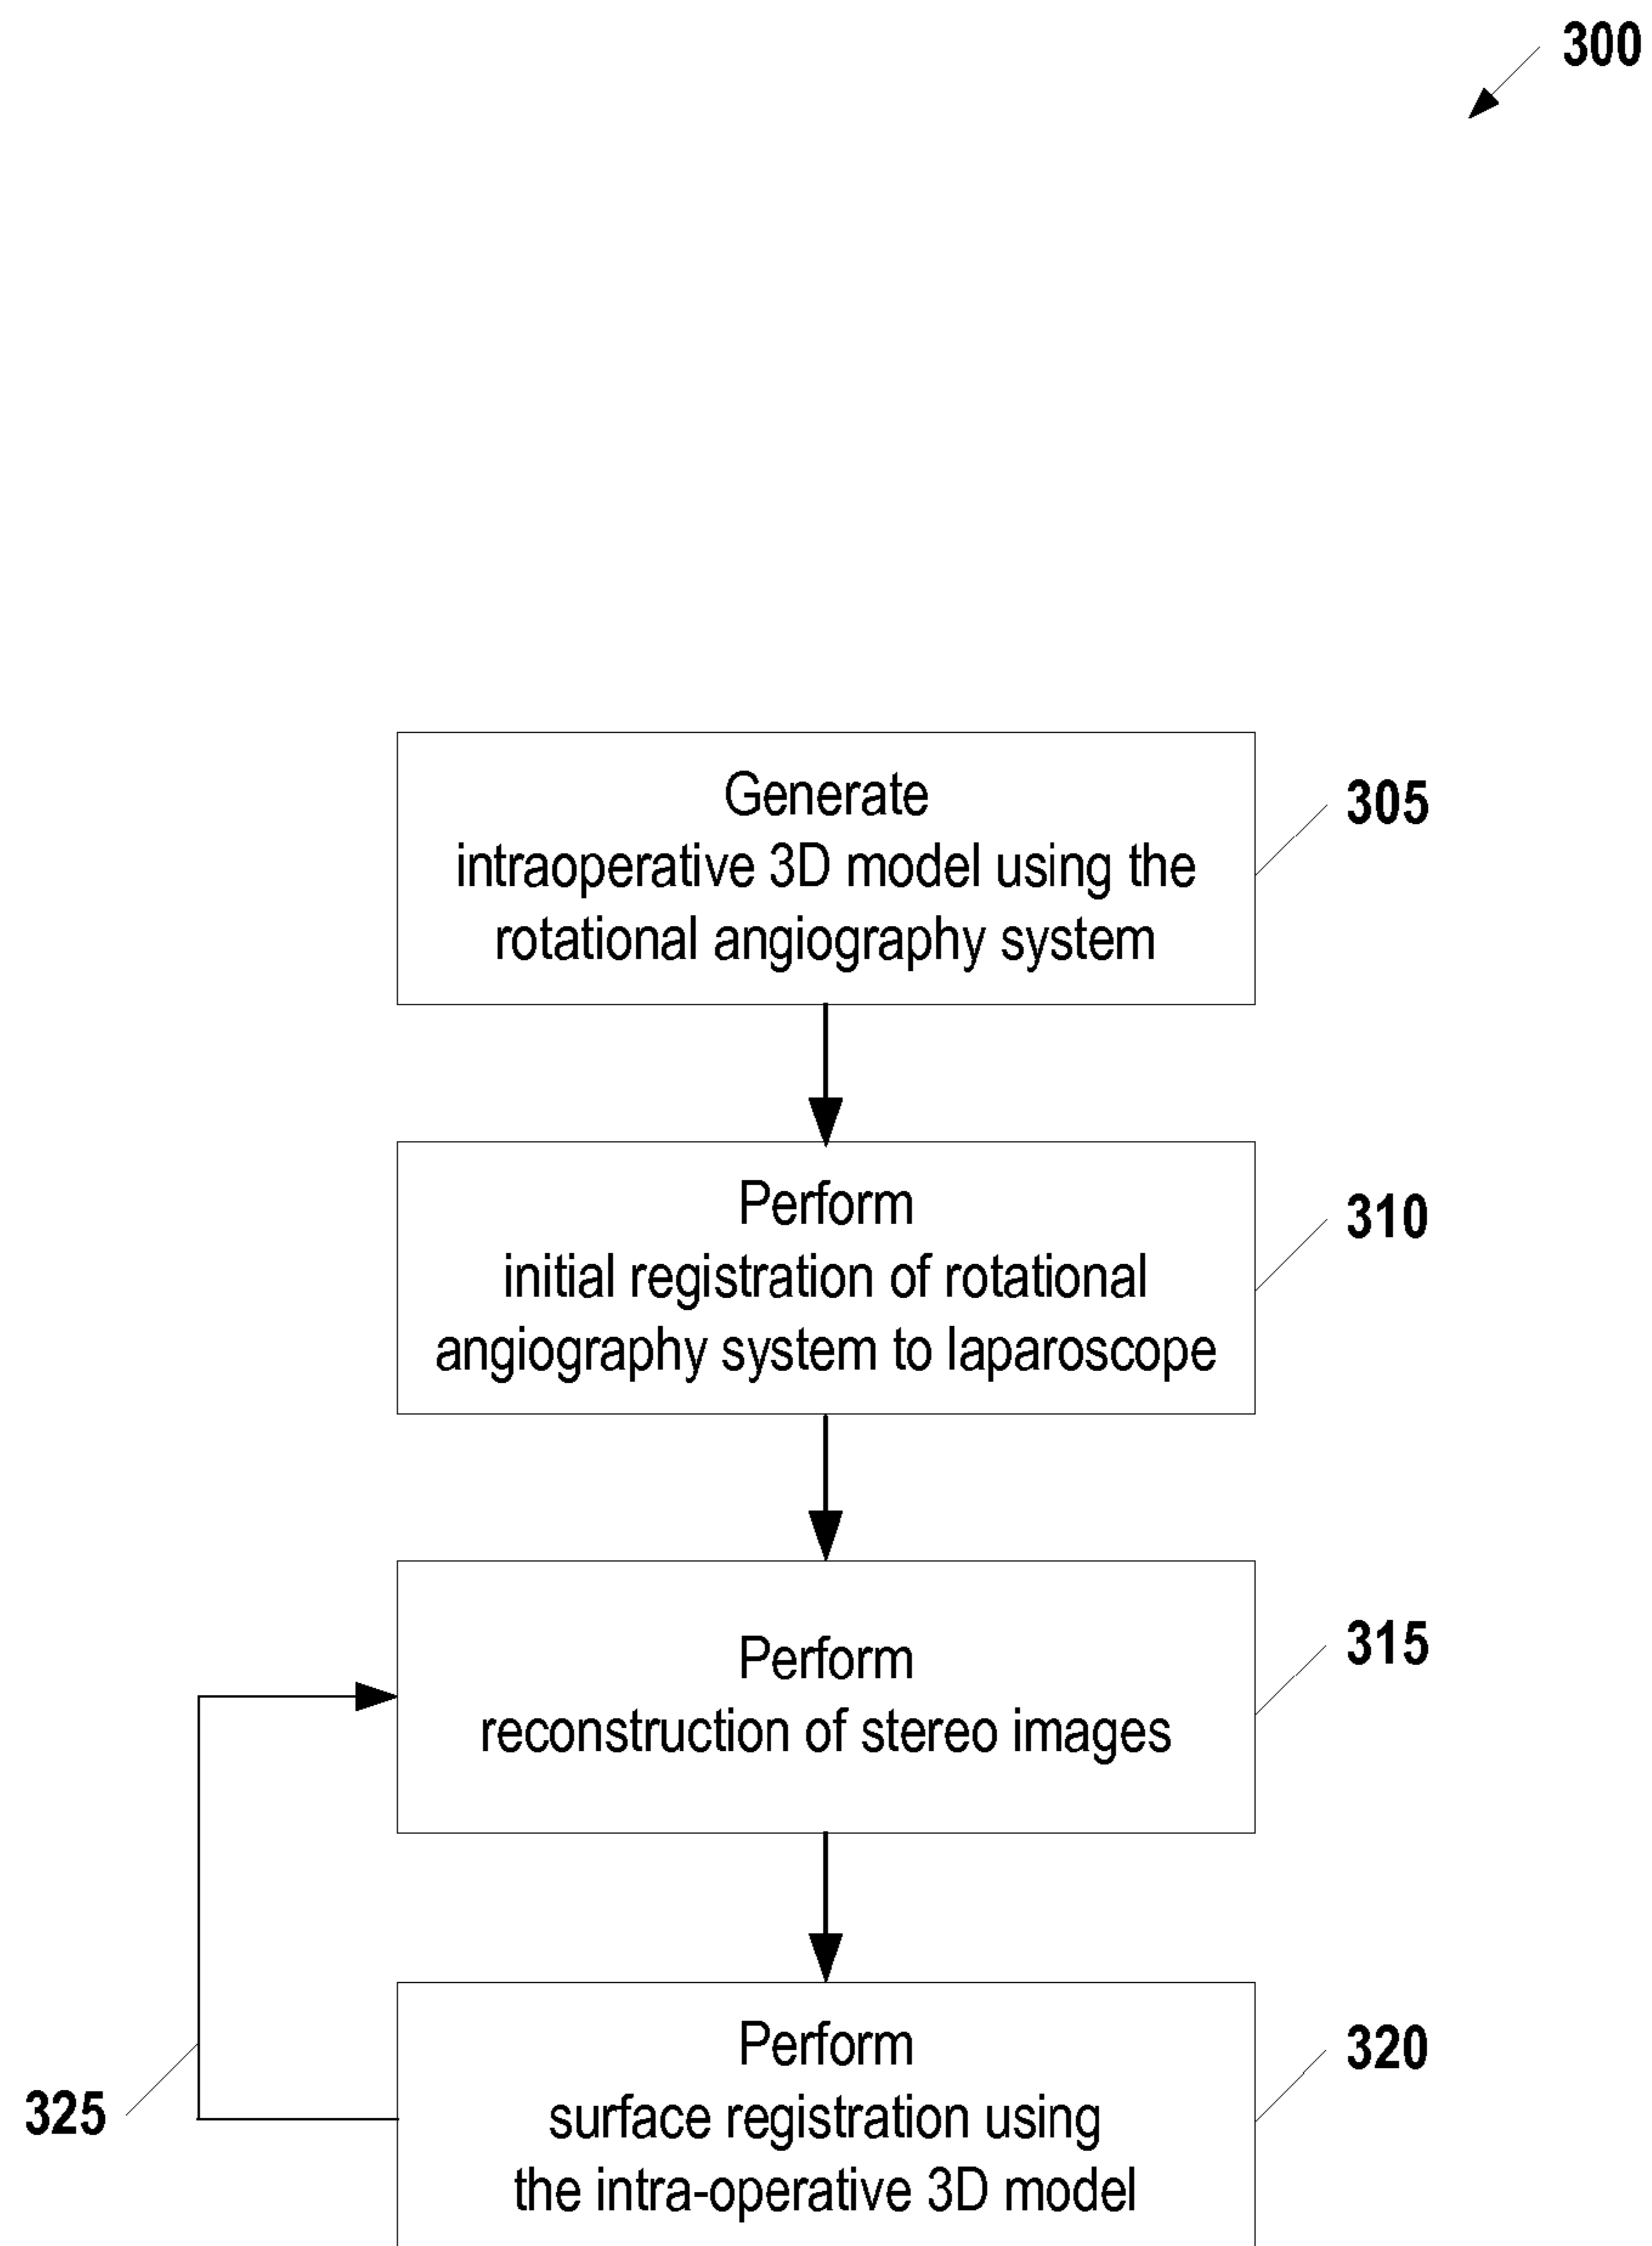 300
Generate
intraoperative 3D model using the
rotational angiography system
305
Perform
initial registration of rotational
angiography system to laparoscope
310
Perform
reconstruction of stereo images
315
Perform
surface registration using
the intra-operative 3D model
320
325